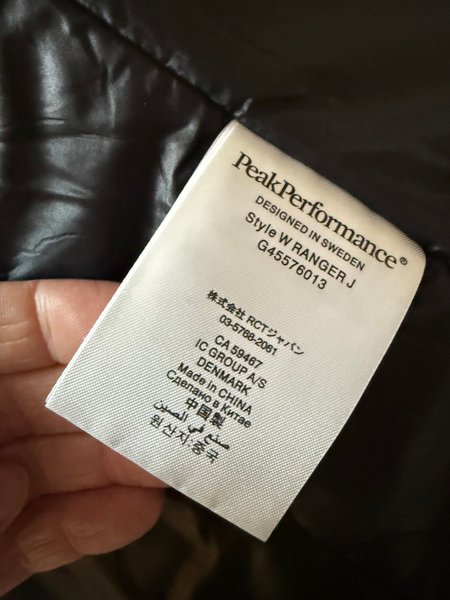 PeakPerformance®
DESIGNED IN SWEDEN
Style W RANGER J
G45576013
株式会社 RCTジャパン
03-5768-2061
CA 59467
IC GROUP A/S
DENMARK
Made in CHINA
Сделано в Китае
中国製
صنع في الصين
원산지:중국